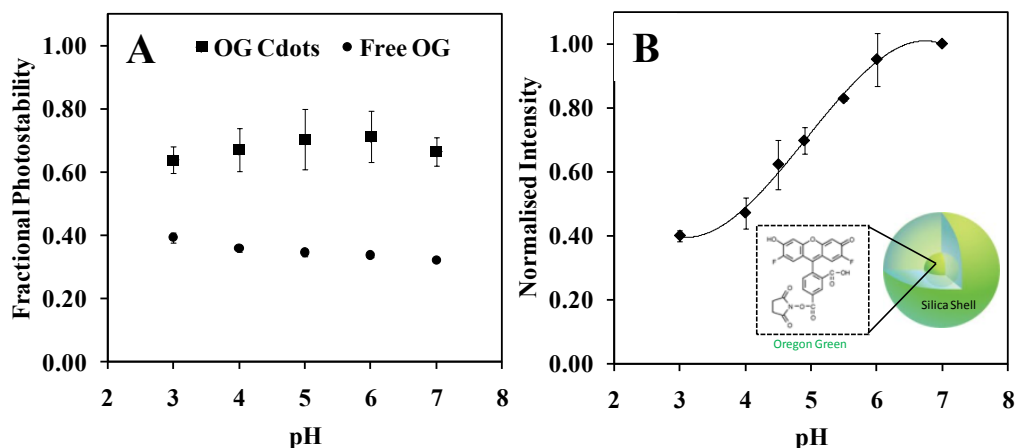 A
■ OG Cdots ● Free OG
Fractional Photostability
1.00
0.80
0.60
0.40
0.20
0.00
2 3 4 5 6 7 8
pH
B
Normalised Intensity
1.00
0.80
0.60
0.40
0.20
0.00
2 3 4 5 6 7 8
pH
HO
O
O
F
F
C
OH
O
O
N
O
C
O
O
Oregon Green
Silica Shell